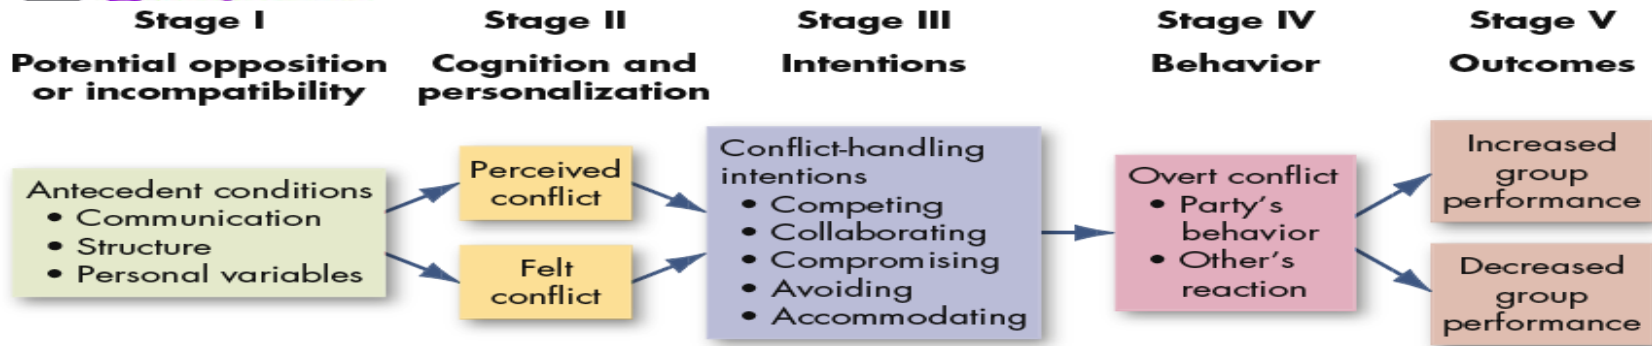 Stage I
Potential opposition
or incompatibility
Stage II
Cognition and
personalization
Stage III
Intentions
Stage IV
Behavior
Stage V
Outcomes
Antecedent conditions
• Communication
• Structure
• Personal variables
Perceived
conflict
Felt
conflict
Conflict-handling
intentions
• Competing
• Collaborating
• Compromising
• Avoiding
• Accommodating
Overt conflict
• Party's
behavior
• Other's
reaction
Increased
group
performance
Decreased
group
performance